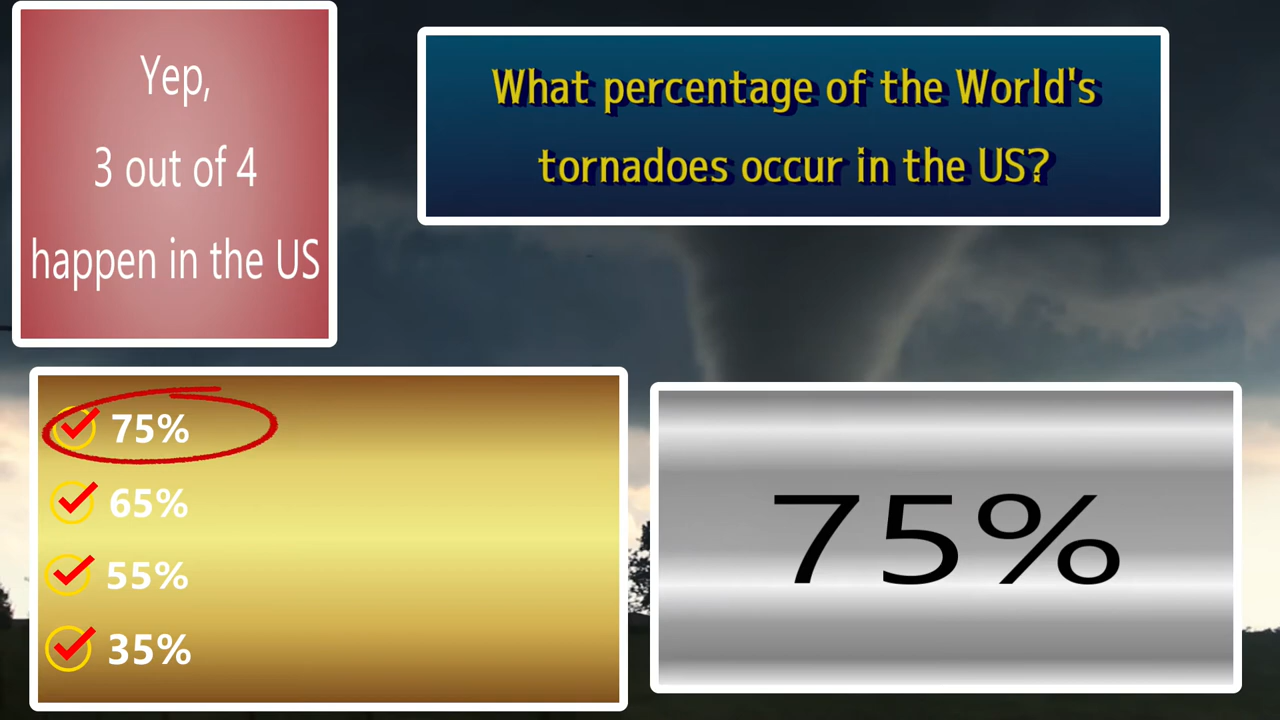 Yep,
3 out of 4
happen in the US
What percentage of the World's
tornadoes occur in the US?
75%
65%
55%
35%
75%